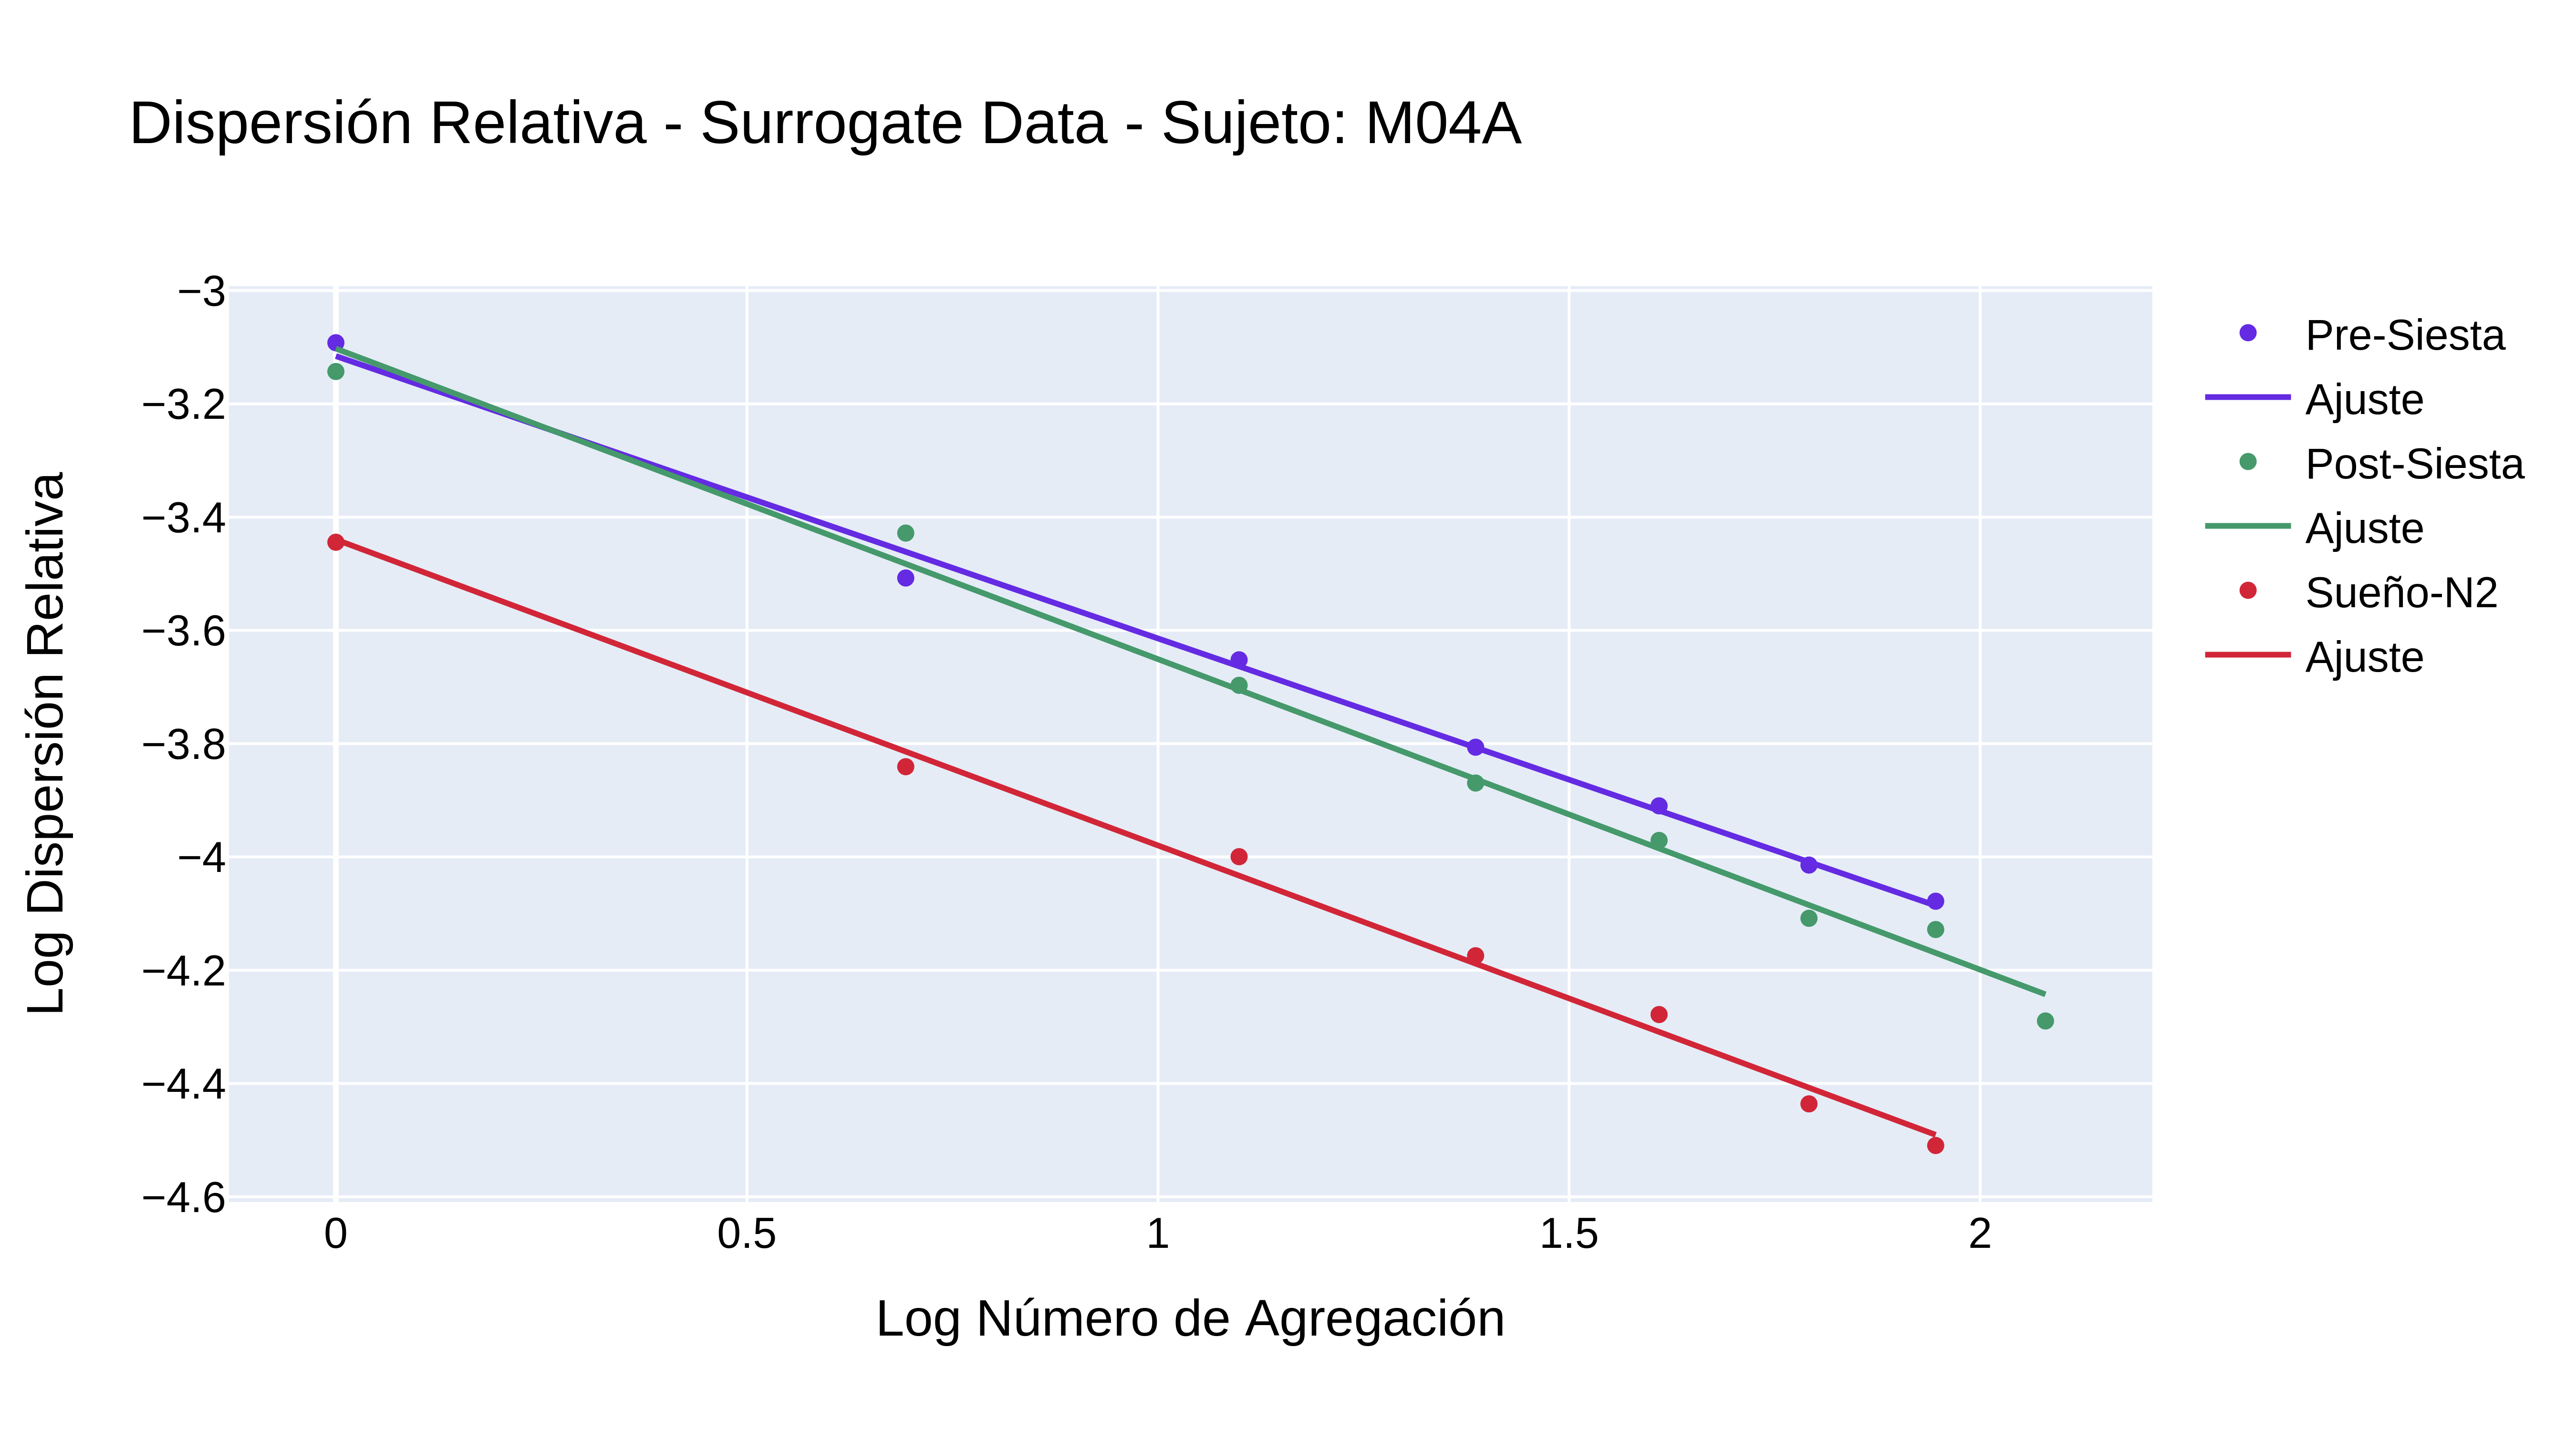 Dispersión Relativa - Surrogate Data - Sujeto: M04A
Log Dispersión Relativa
−3
−3.2
−3.4
−3.6
−3.8
−4
−4.2
−4.4
−4.6
0
0.5
1
1.5
2
Log Número de Agregación
Pre-Siesta
Ajuste
Post-Siesta
Ajuste
Sueño-N2
Ajuste